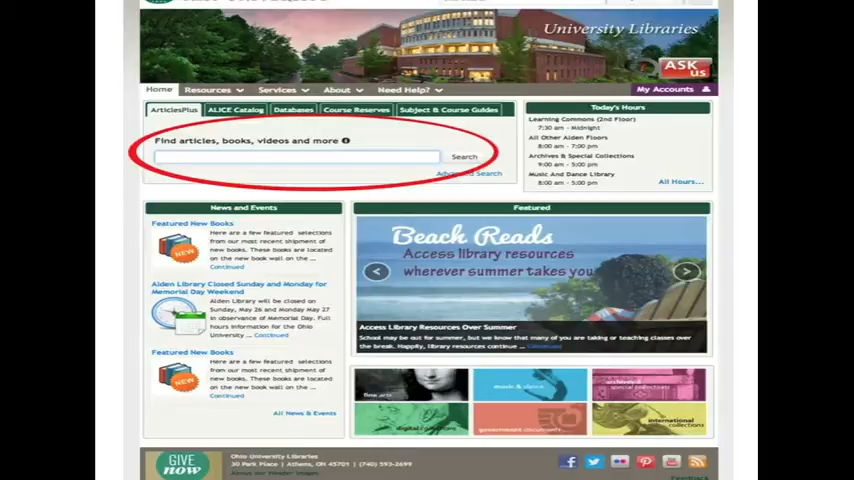 University Libraries
ASK us
Home Resources Services About Need Help? My Accounts
ArticlesPlus ALICE Catalog Databases Course Reserves Subject & Course Guides
Find articles, books, videos and more
Search
Advanced Search
Today's Hours
Learning Commons (2nd Floor)
7:30 am - Midnight
All Other Alden Floors
8:00 am - 7:00 pm
Archives & Special Collections
9:00 am - 5:00 pm
Music And Dance Library
8:00 am - 5:00 pm
All Hours...
News and Events
Featured New Books
Here are a few featured selections
from our most recent shipment of
new books. These books are located
on the new book wall on the ...
Continued
NEW
Alden Library Closed Sunday and Monday for
Memorial Day Weekend
Alden Library will be closed on
Sunday, May 26 and Monday May 27
in observance of Memorial Day. Full
hours information for the Ohio
University ... Continued
Featured New Books
Here are a few featured selections
from our most recent shipment of
new books. These books are located
on the new book wall on the ...
Continued
NEW
All News & Events
Featured
Beach Reads
Access library resources
wherever summer takes you
Access Library Resources Over Summer
School may be out for summer, but we know that many of you are taking or teaching classes over
the break. Happily, library resources continue ... Continued
fine arts
music & dance
archives &
special collections
digital collections
government documents
international
collections
GIVE
now
Ohio University Libraries
30 Park Place | Athens, OH 45701 | (740) 593-2699
About our Header Images
Feedback